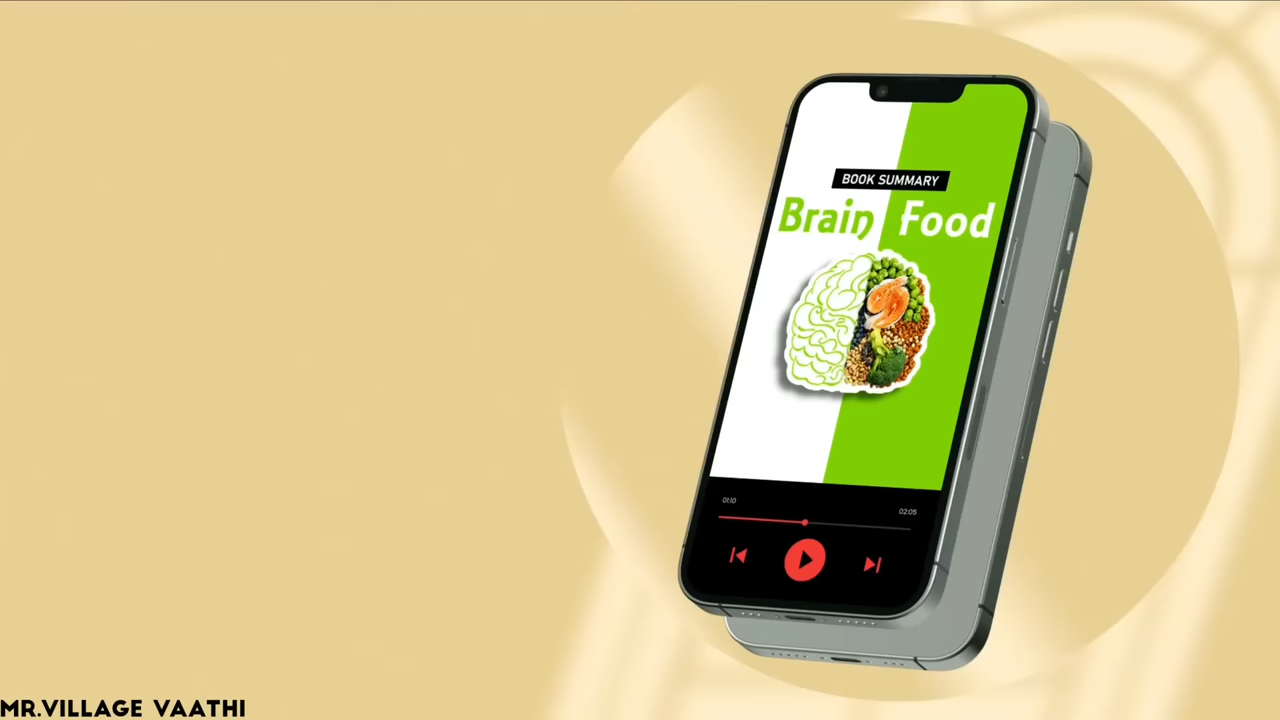 BOOK SUMMARY
Brain Food
01:10
02:05
MR.VILLAGE VAATHI